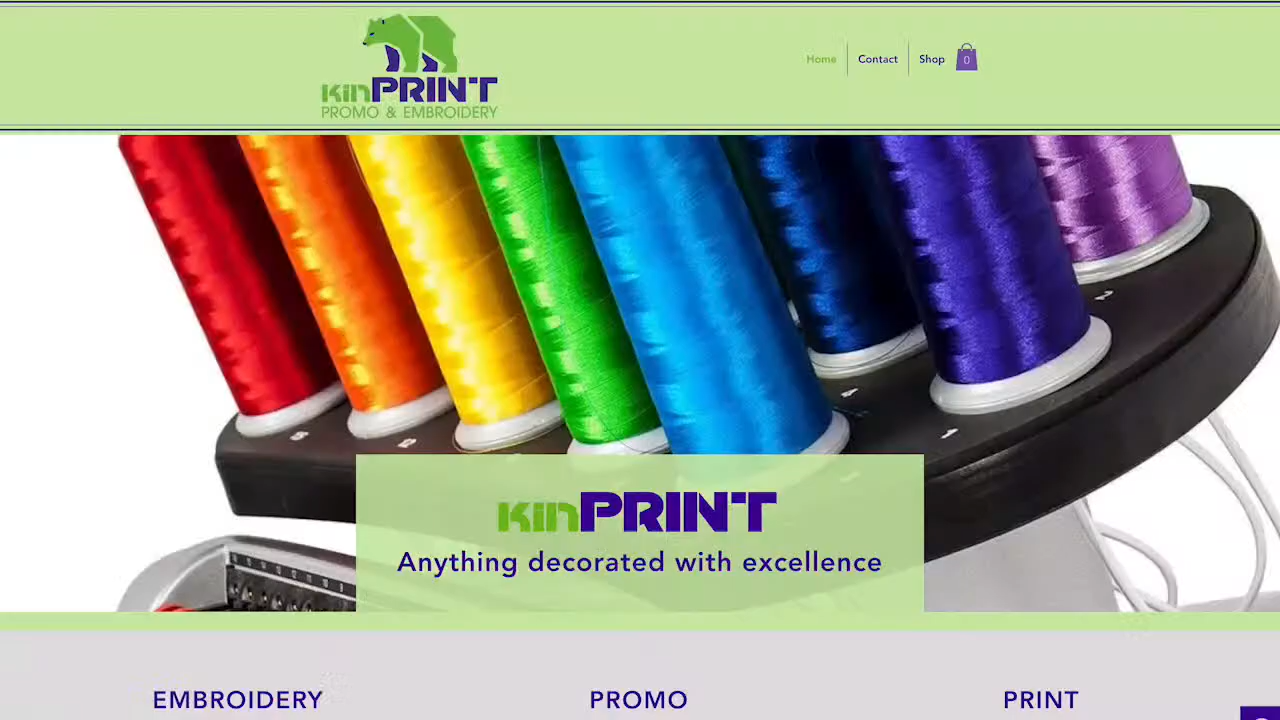 kinPRINT
PROMO & EMBROIDERY
Home
Contact
Shop
0
kinPRINT
Anything decorated with excellence
EMBROIDERY
PROMO
PRINT